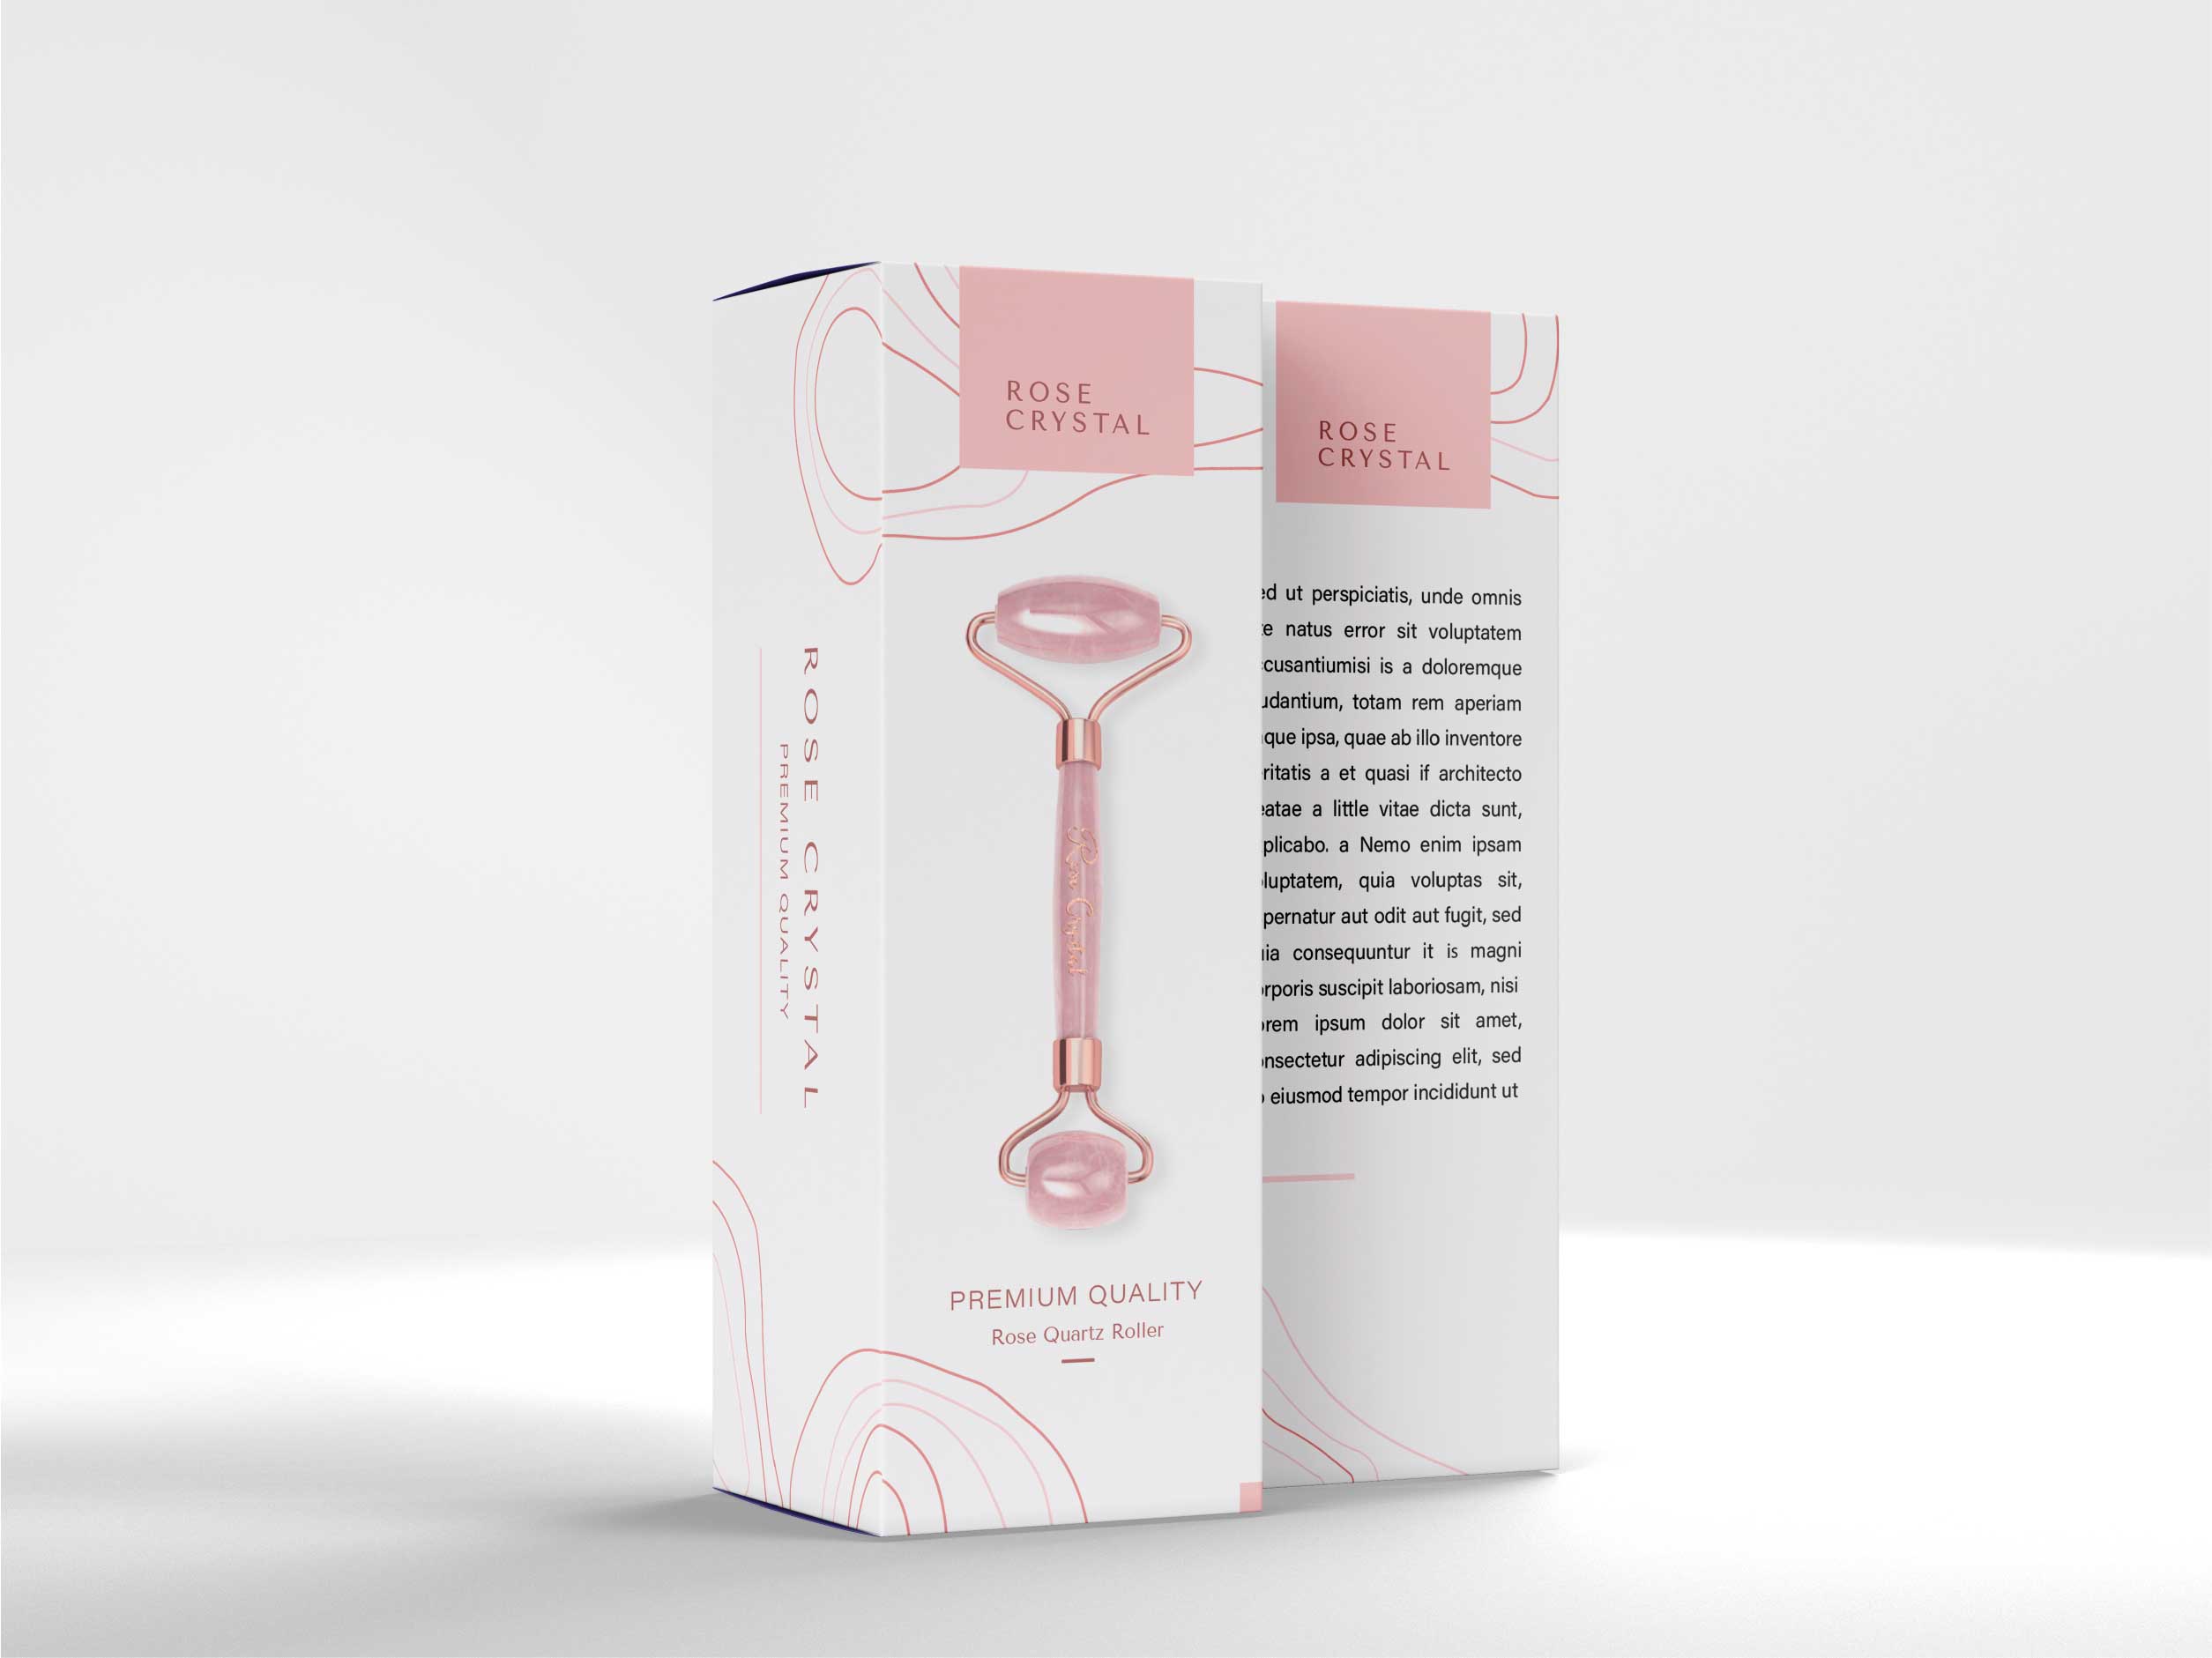 ROSE
CRYSTAL
ROSE CRYSTAL
PREMIUM QUALITY
Rose Crystal
PREMIUM QUALITY
Rose Quartz Roller
ROSE
CRYSTAL
ut perspiciatis, unde omnis
natus error sit voluptatem
is a doloremque
totam rem aperiam
ipsa, quae ab illo inventore
a et quasi if architecto
a little vitae dicta sunt,
a Nemo enim ipsam
quia voluptas sit,
aut odit aut fugit, sed
consequuntur it is magni
suscipit laboriosam, nisi
ipsum dolor sit amet,
adipiscing elit, sed
eiusmod tempor incididunt ut